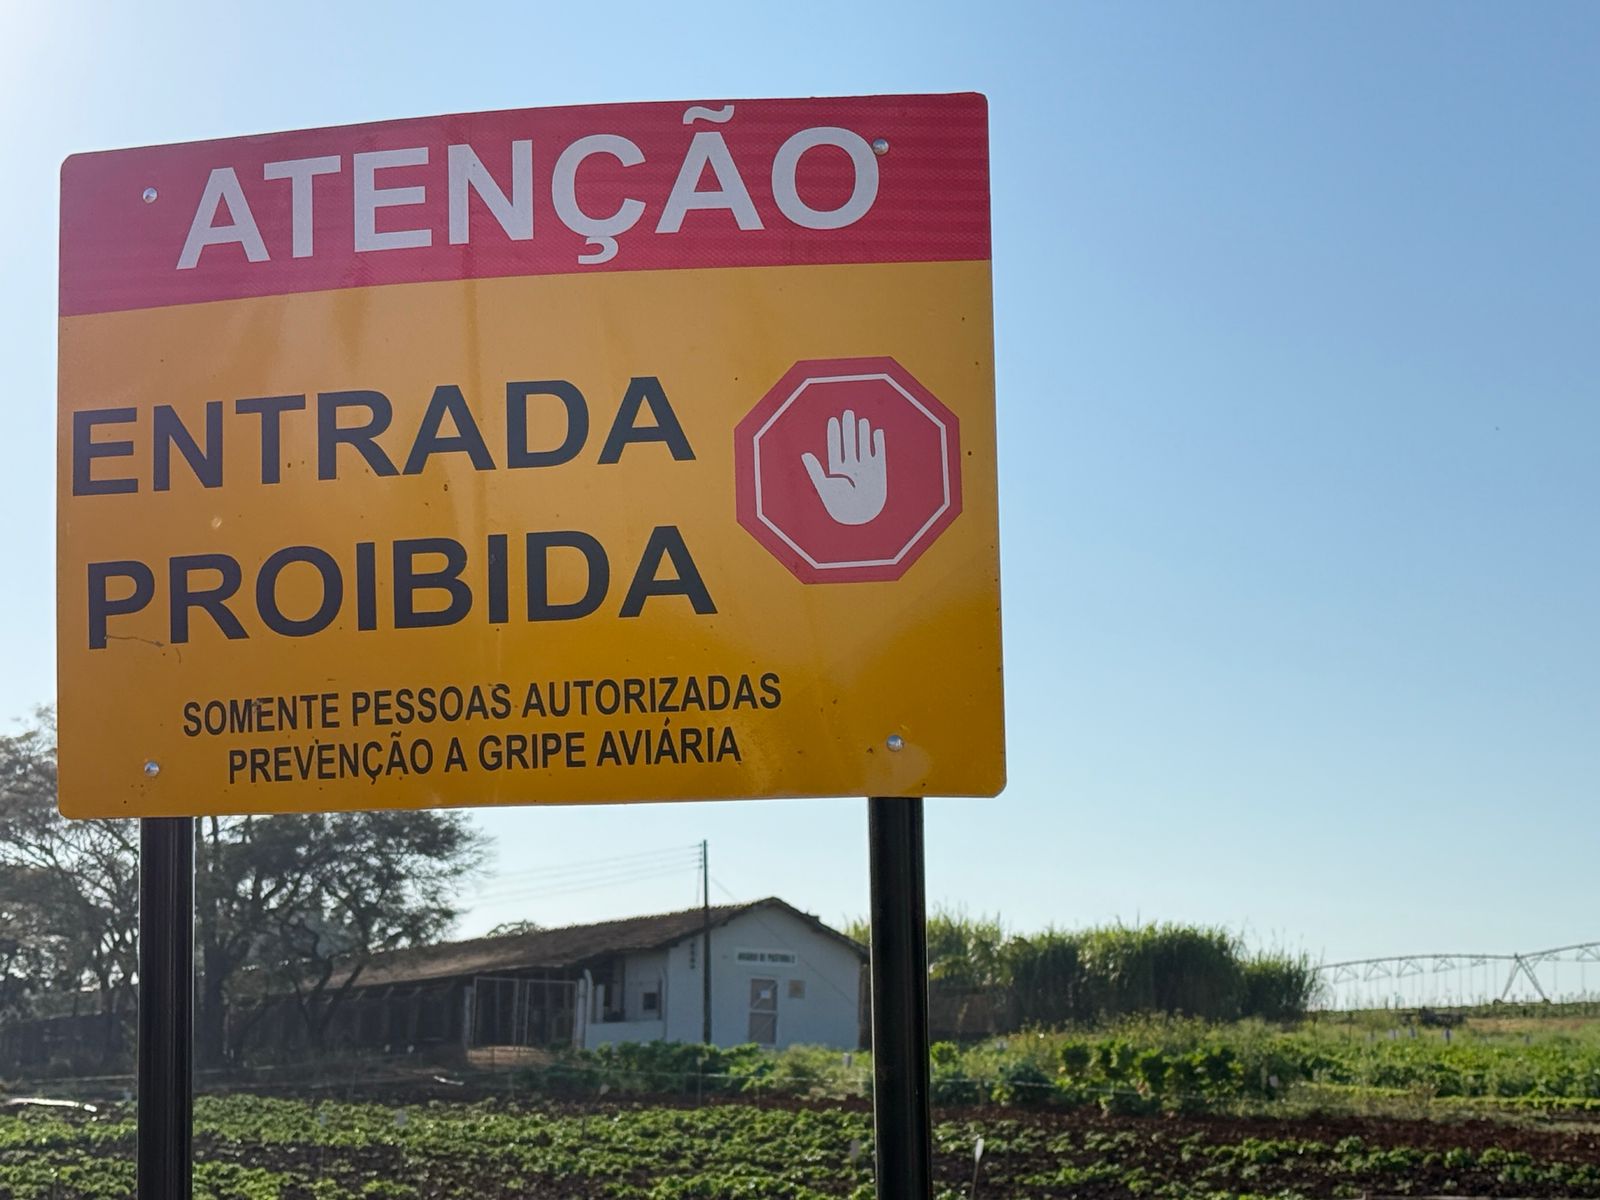 ATENÇÃO
ENTRADA
PROIBIDA
SOMENTE PESSOAS AUTORIZADAS
PREVENÇÃO A GRIPE AVIÁRIA